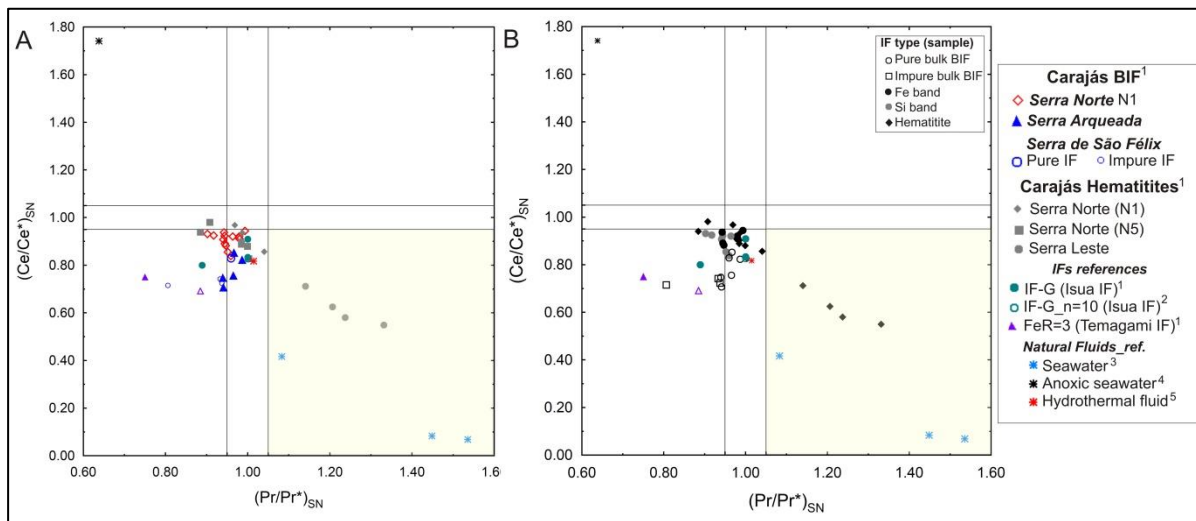 A
1.80
1.60
1.40
1.20
1.00
0.80
0.60
0.40
0.20
0.00
(Ce/Ce*)SN
0.60 0.80 1.00 1.20 1.40 1.6
(Pr/Pr*)SN
B
1.80
1.60
1.40
1.20
1.00
0.80
0.60
0.40
0.20
0.00
(Ce/Ce*)SN
0.60 0.80 1.00 1.20 1.40 1.60
(Pr/Pr*)SN
IF type (sample)
Pure bulk BIF
Impure bulk BIF
Fe band
Si band
Hematitite
Carajás BIF1
Serra Norte N1
Serra Arqueada
Serra de São Félix
Pure IF Impure IF
Carajás Hematitites1
Serra Norte (N1)
Serra Norte (N5)
Serra Leste
IFs references
IF-G (Isua IF)1
IF-G_n=10 (Isua IF)2
FeR=3 (Temagami IF)1
Natural Fluids_ref.
Seawater3
Anoxic seawater4
Hydrothermal fluid5